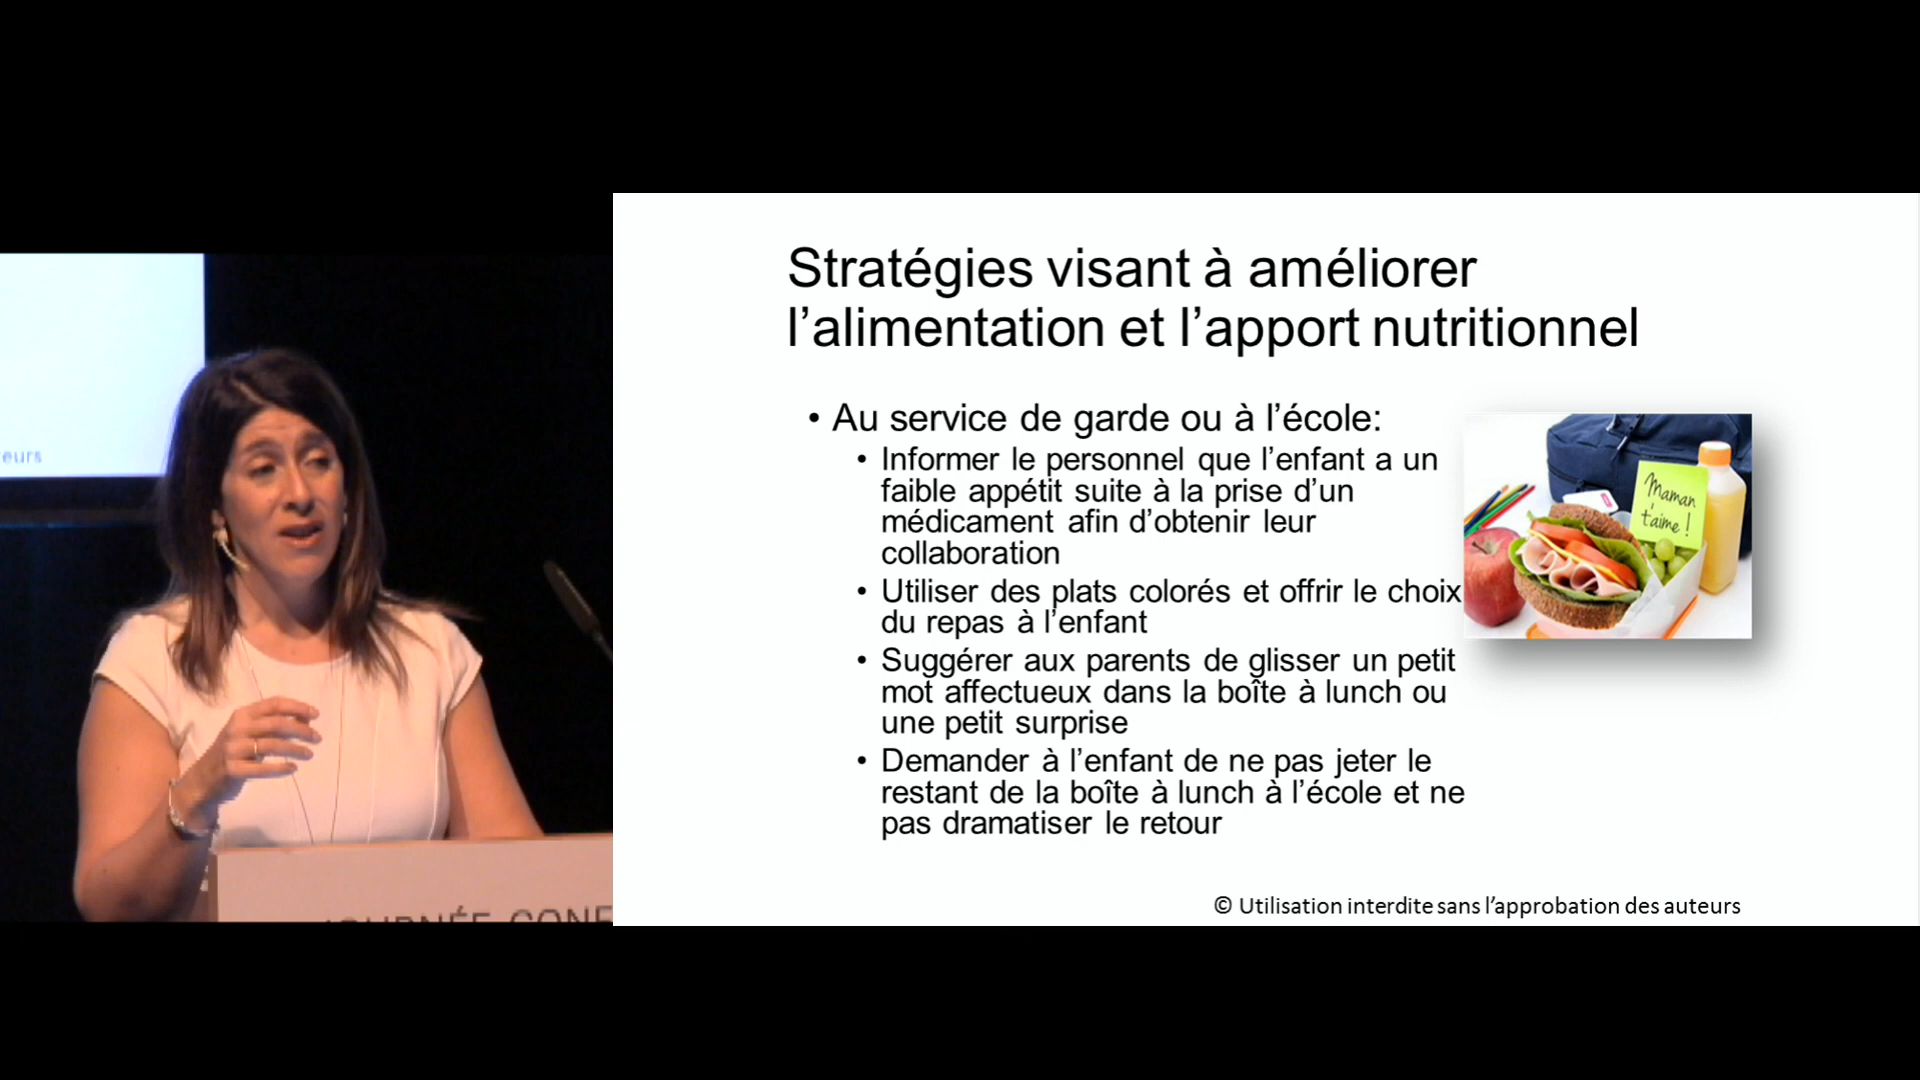 Stratégies visant à améliorer
l’alimentation et l’apport nutritionnel
• Au service de garde ou à l’école:
• Informer le personnel que l’enfant a un
faible appétit suite à la prise d’un
médicament afin d’obtenir leur
collaboration
• Utiliser des plats colorés et offrir le choix
du repas à l’enfant
• Suggérer aux parents de glisser un petit
mot affectueux dans la boîte à lunch ou
une petit surprise
• Demander à l’enfant de ne pas jeter le
restant de la boîte à lunch à l’école et ne
pas dramatiser le retour
Maman
t'aime !
© Utilisation interdite sans l’approbation des auteurs
eurs
JOURNÉE CONF